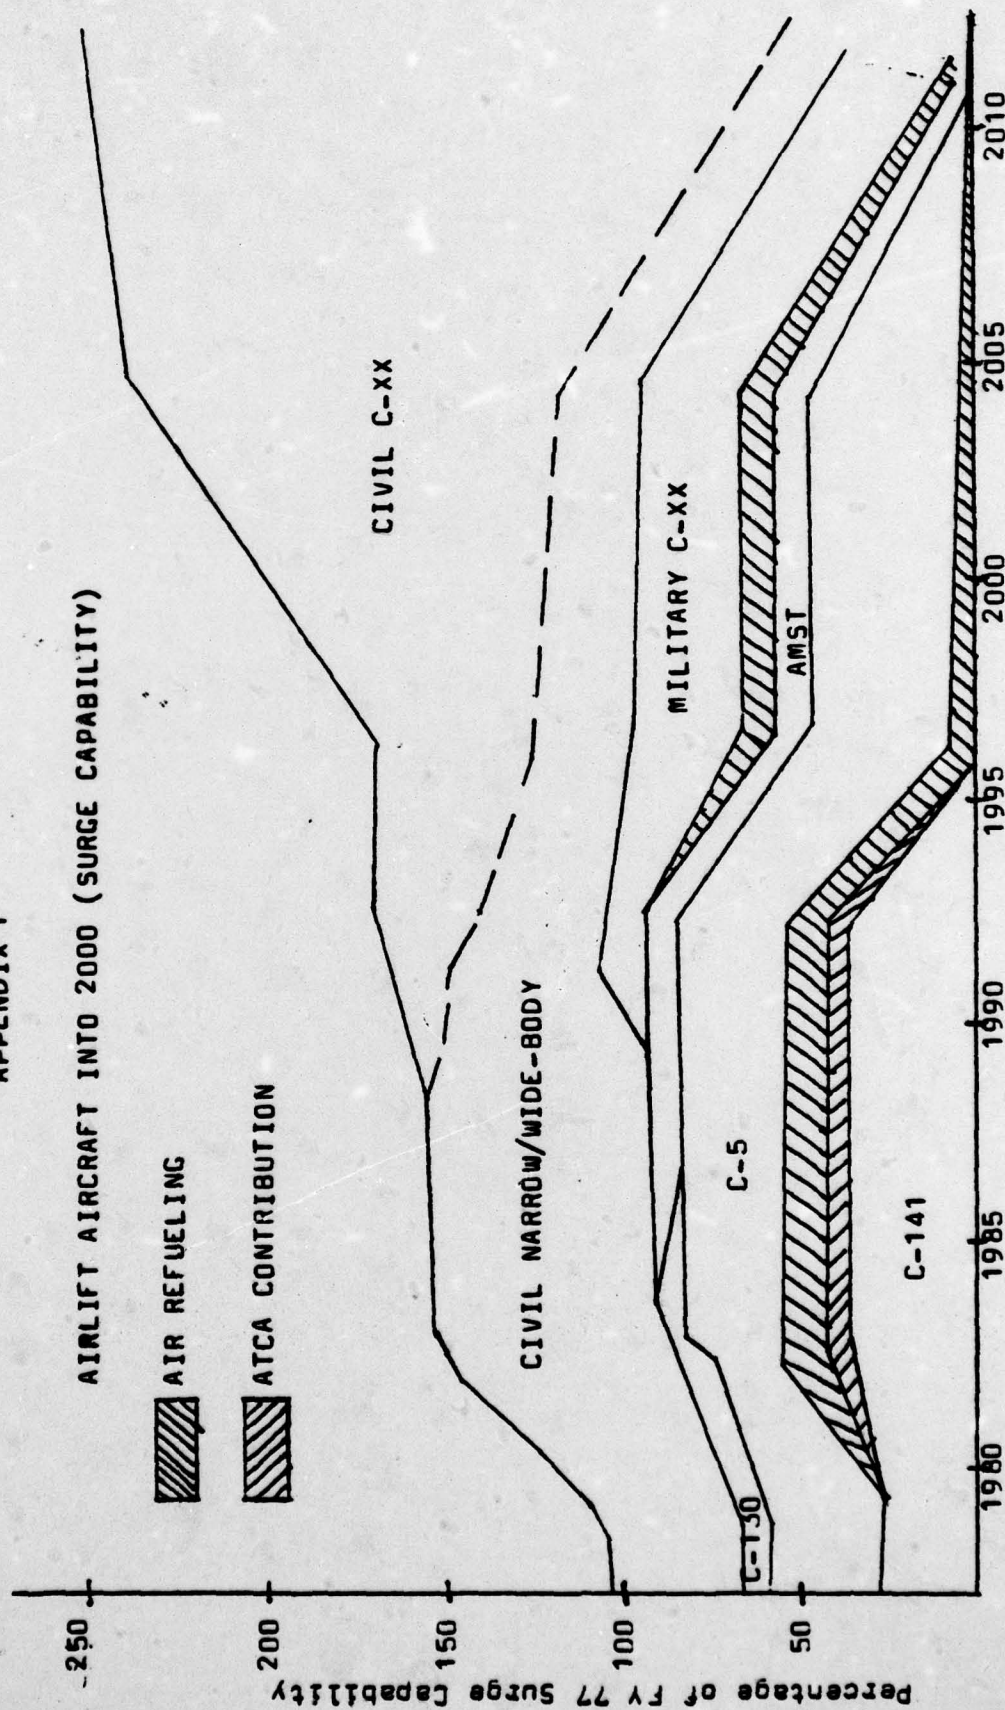 APPENDIX I
AIRLIFT AIRCRAFT INTO 2000 (SURGE CAPABILITY)
AIR REFUELING
ATCA CONTRIBUTION
CIVIL C-XX
CIVIL NARROW/WIDE-BODY
MILITARY C-XX
C-130
AMST
C-5
C-141
Percentage of FY 77 Surge Capability
250
200
150
100
50
1980
1985
1990
1995
2000
2005
2010